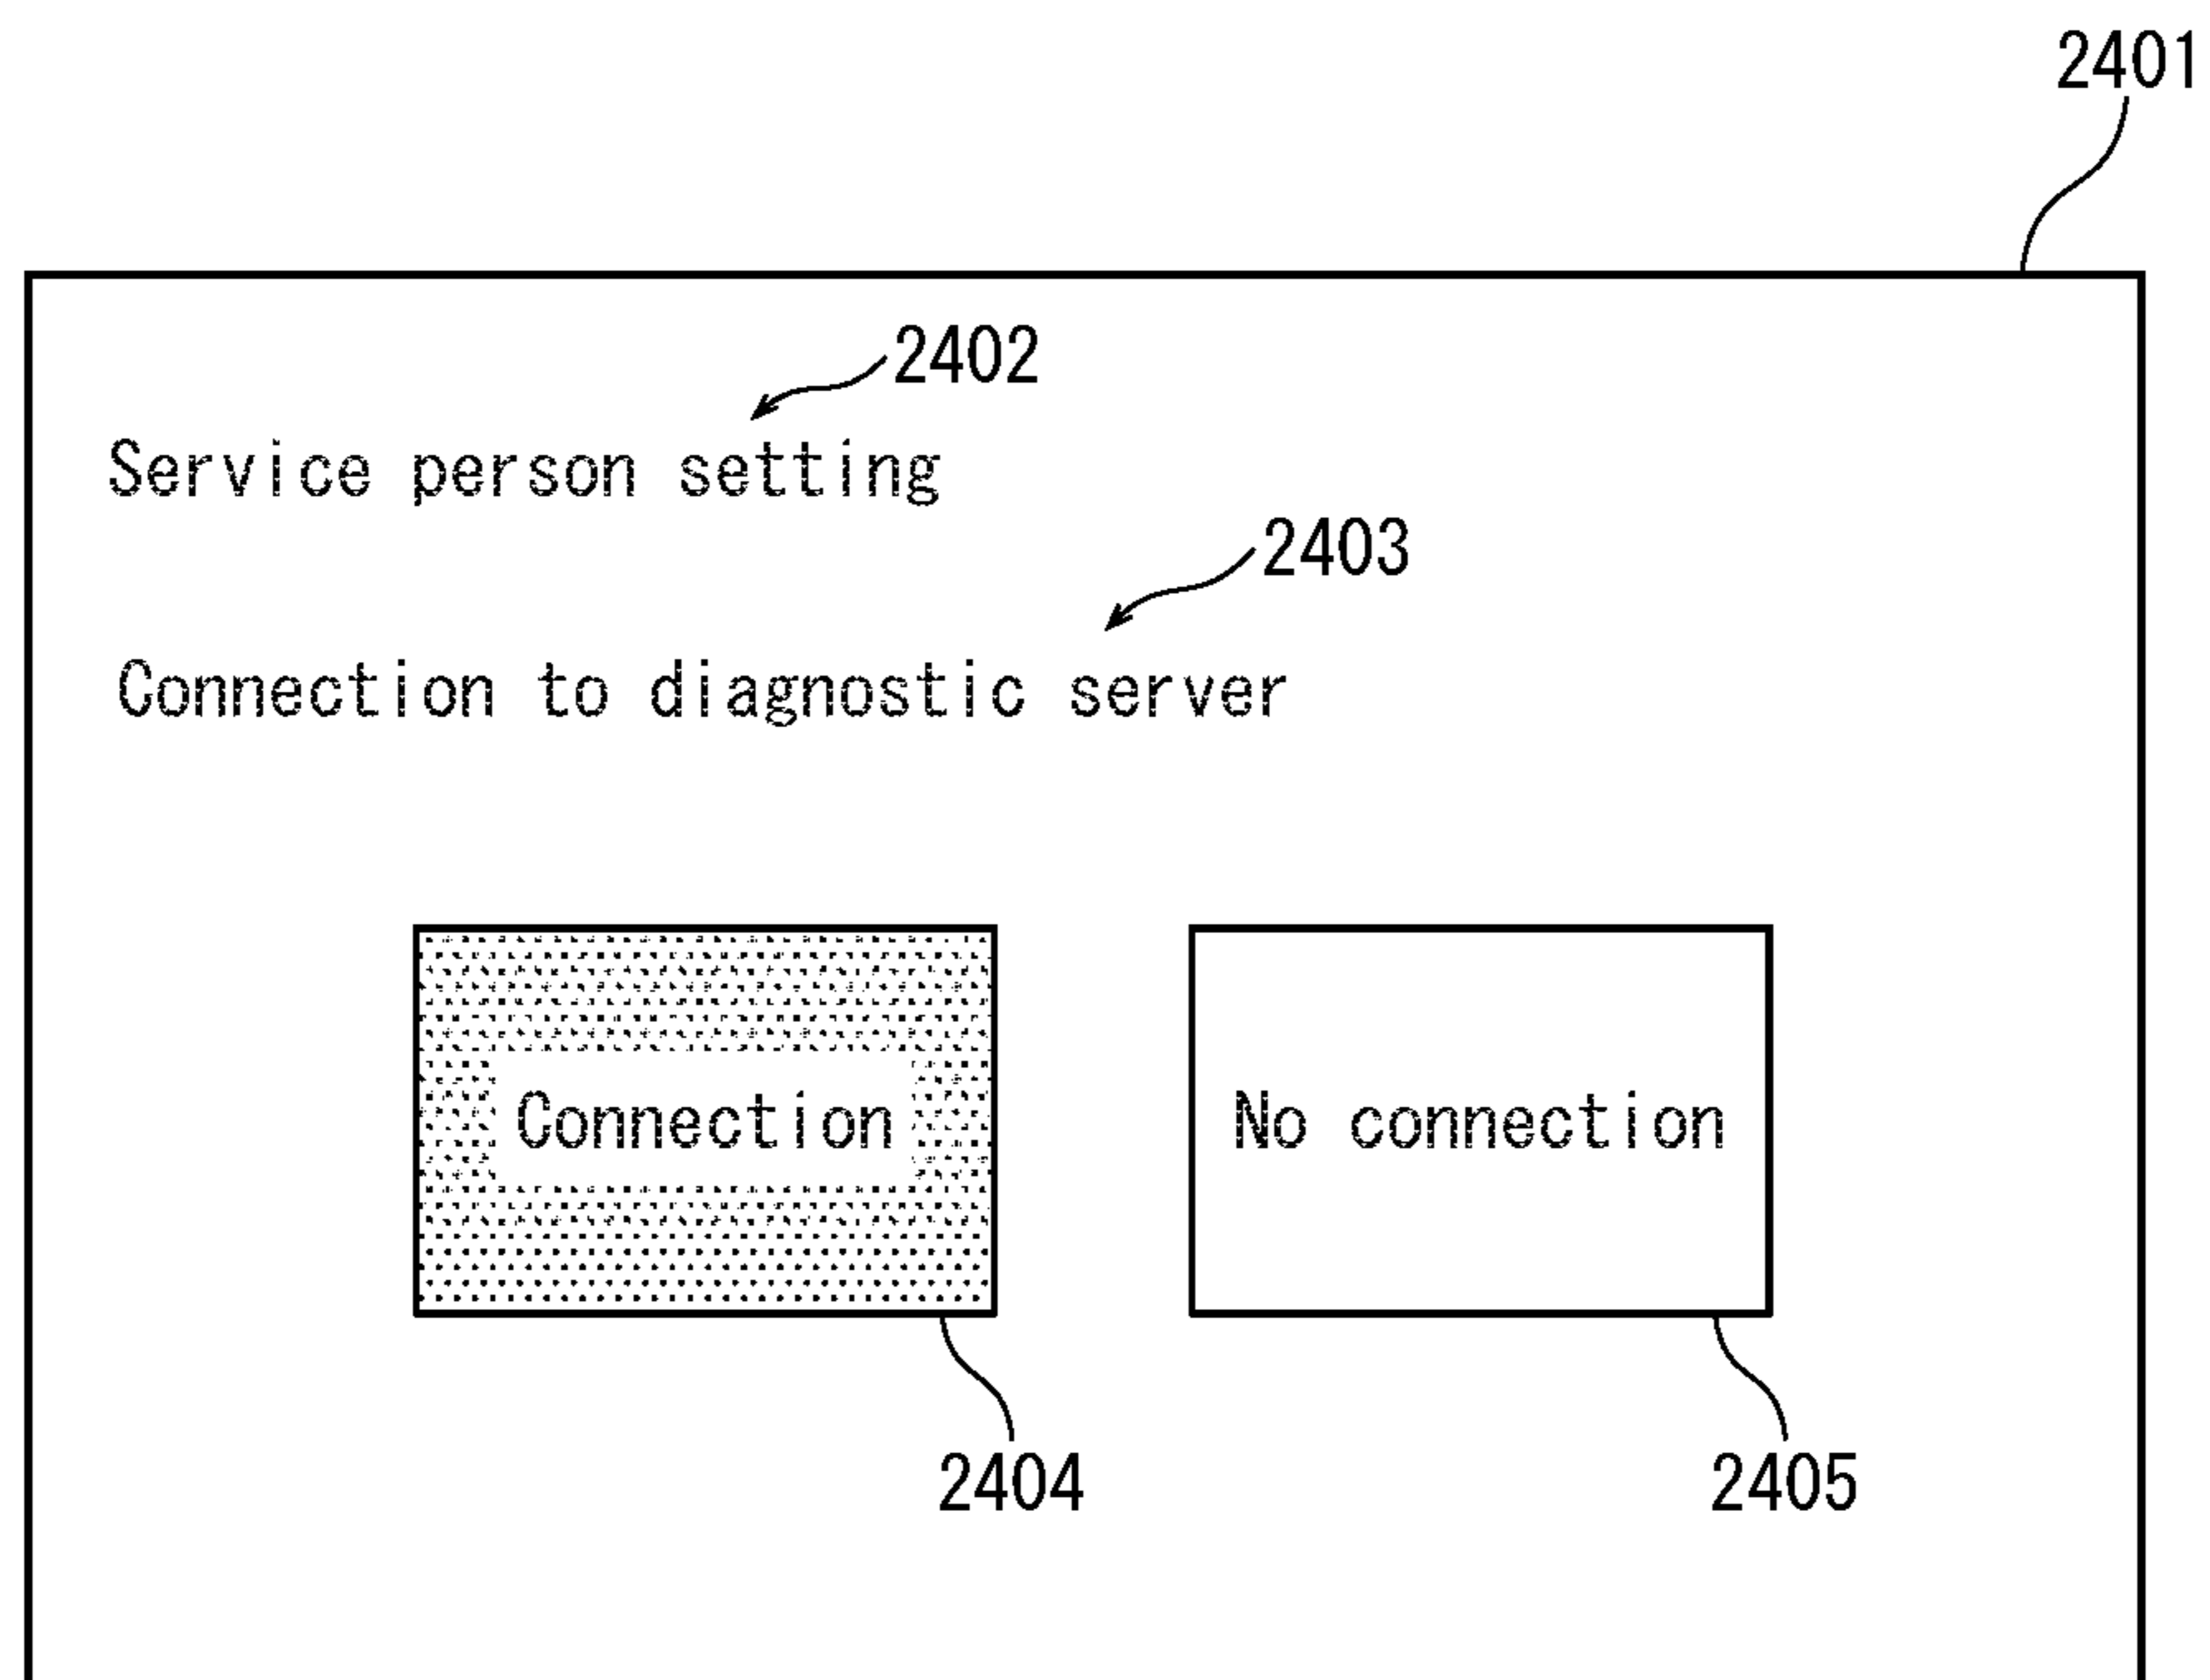 2401
2402
Service person setting
2403
Connection to diagnostic server
Connection
No connection
2404
2405